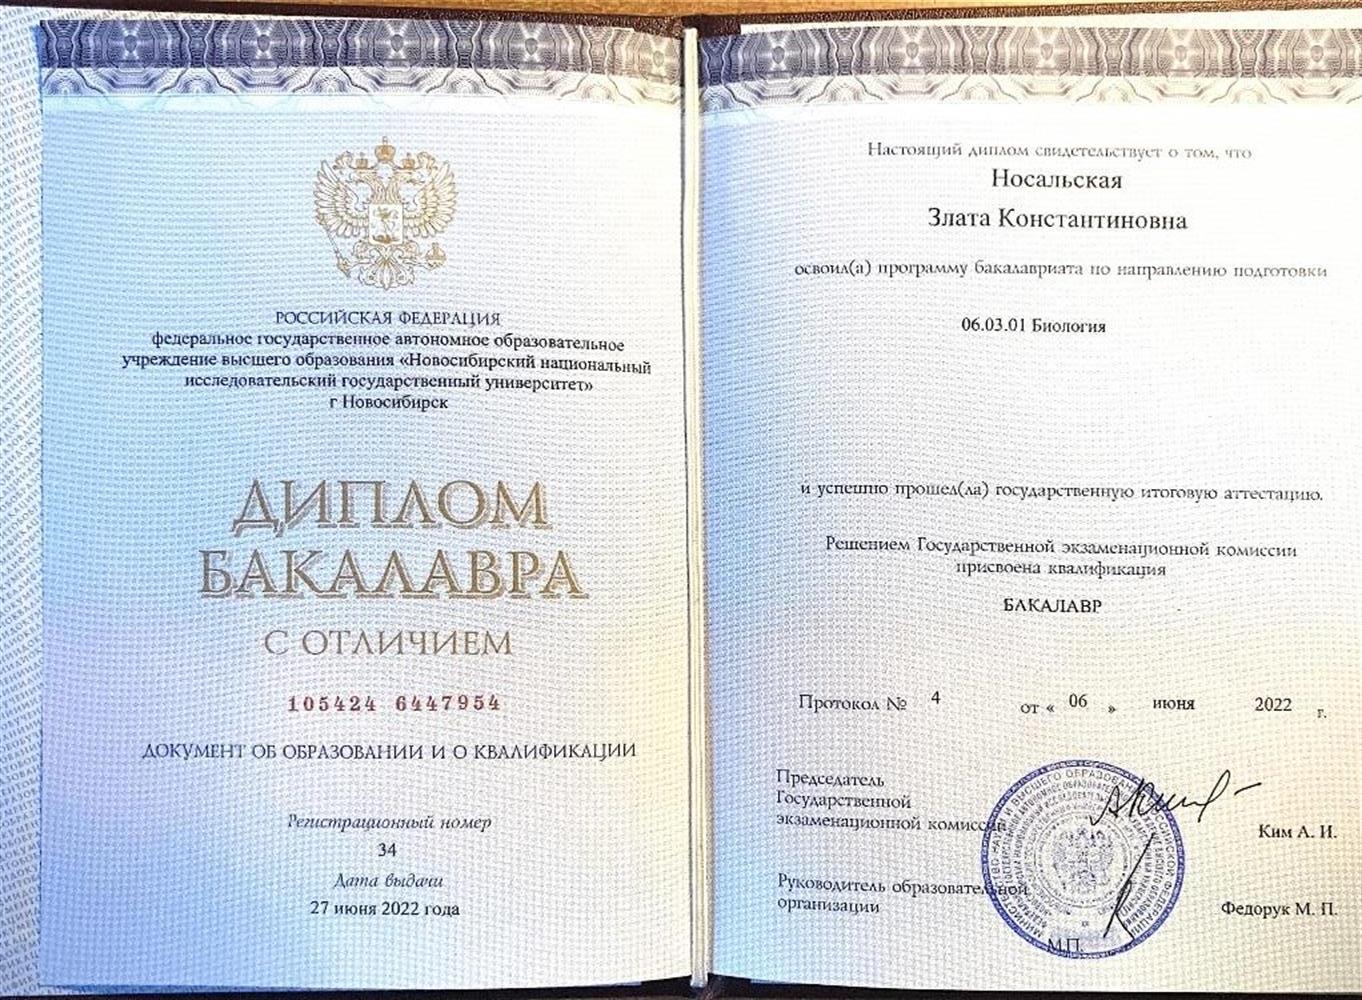 РОССИЙСКАЯ ФЕДЕРАЦИЯ
федеральное государственное автономное образовательное
учреждение высшего образования «Новосибирский национальный
исследовательский государственный университет»
г Новосибирск
ДИПЛОМ
БАКАЛАВРА
С ОТЛИЧИЕМ
105424 6447954
ДОКУМЕНТ ОБ ОБРАЗОВАНИИ И О КВАЛИФИКАЦИИ
Регистрационный номер
34
Дата выдачи
27 июня 2022 года
Настоящий диплом свидетельствует о том, что
Носальская
Злата Константиновна
освоил(а) программу бакалавриата по направлению подготовки
06.03.01 Биология
и успешно прошел(ла) государственную итоговую аттестацию.
Решением Государственной экзаменационной комиссии
присвоена квалификация
БАКАЛАВР
Протокол № 4 от « 06 » июня 2022 г.
Председатель
Государственной
экзаменационной комиссии
Ким А. И.
Руководитель образовательной
организации
Федорук М. П.
М.П.